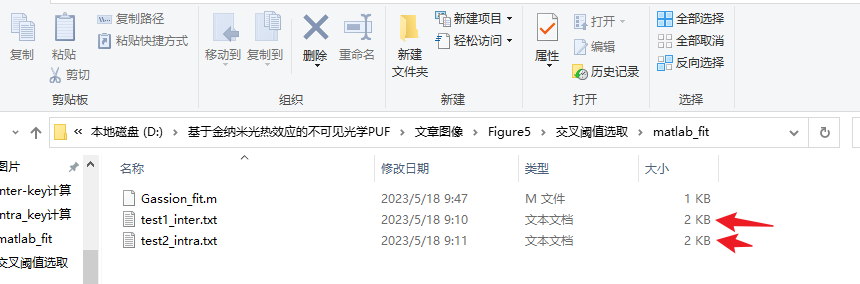 复制
粘贴
复制路径
粘贴快捷方式
剪切
剪贴板
移动到
复制到
删除
重命名
组织
新建
文件夹
新建项目
轻松访问
新建
属性
打开
编辑
历史记录
打开
全部选择
全部取消
反向选择
选择
« 本地磁盘 (D:) > 基于金纳米光热效应的不可见光学PUF > 文章图像 > Figure5 > 交叉阈值选取 > matlab_fit
图片
nter-key计算
ntra_key计算
matlab_fit
交叉阈值选取
名称 修改日期 类型 大小
Gassion_fit.m 2023/5/18 9:47 M 文件 1 KB
test1_inter.txt 2023/5/18 9:10 文本文档 2 KB
test2_intra.txt 2023/5/18 9:11 文本文档 2 KB